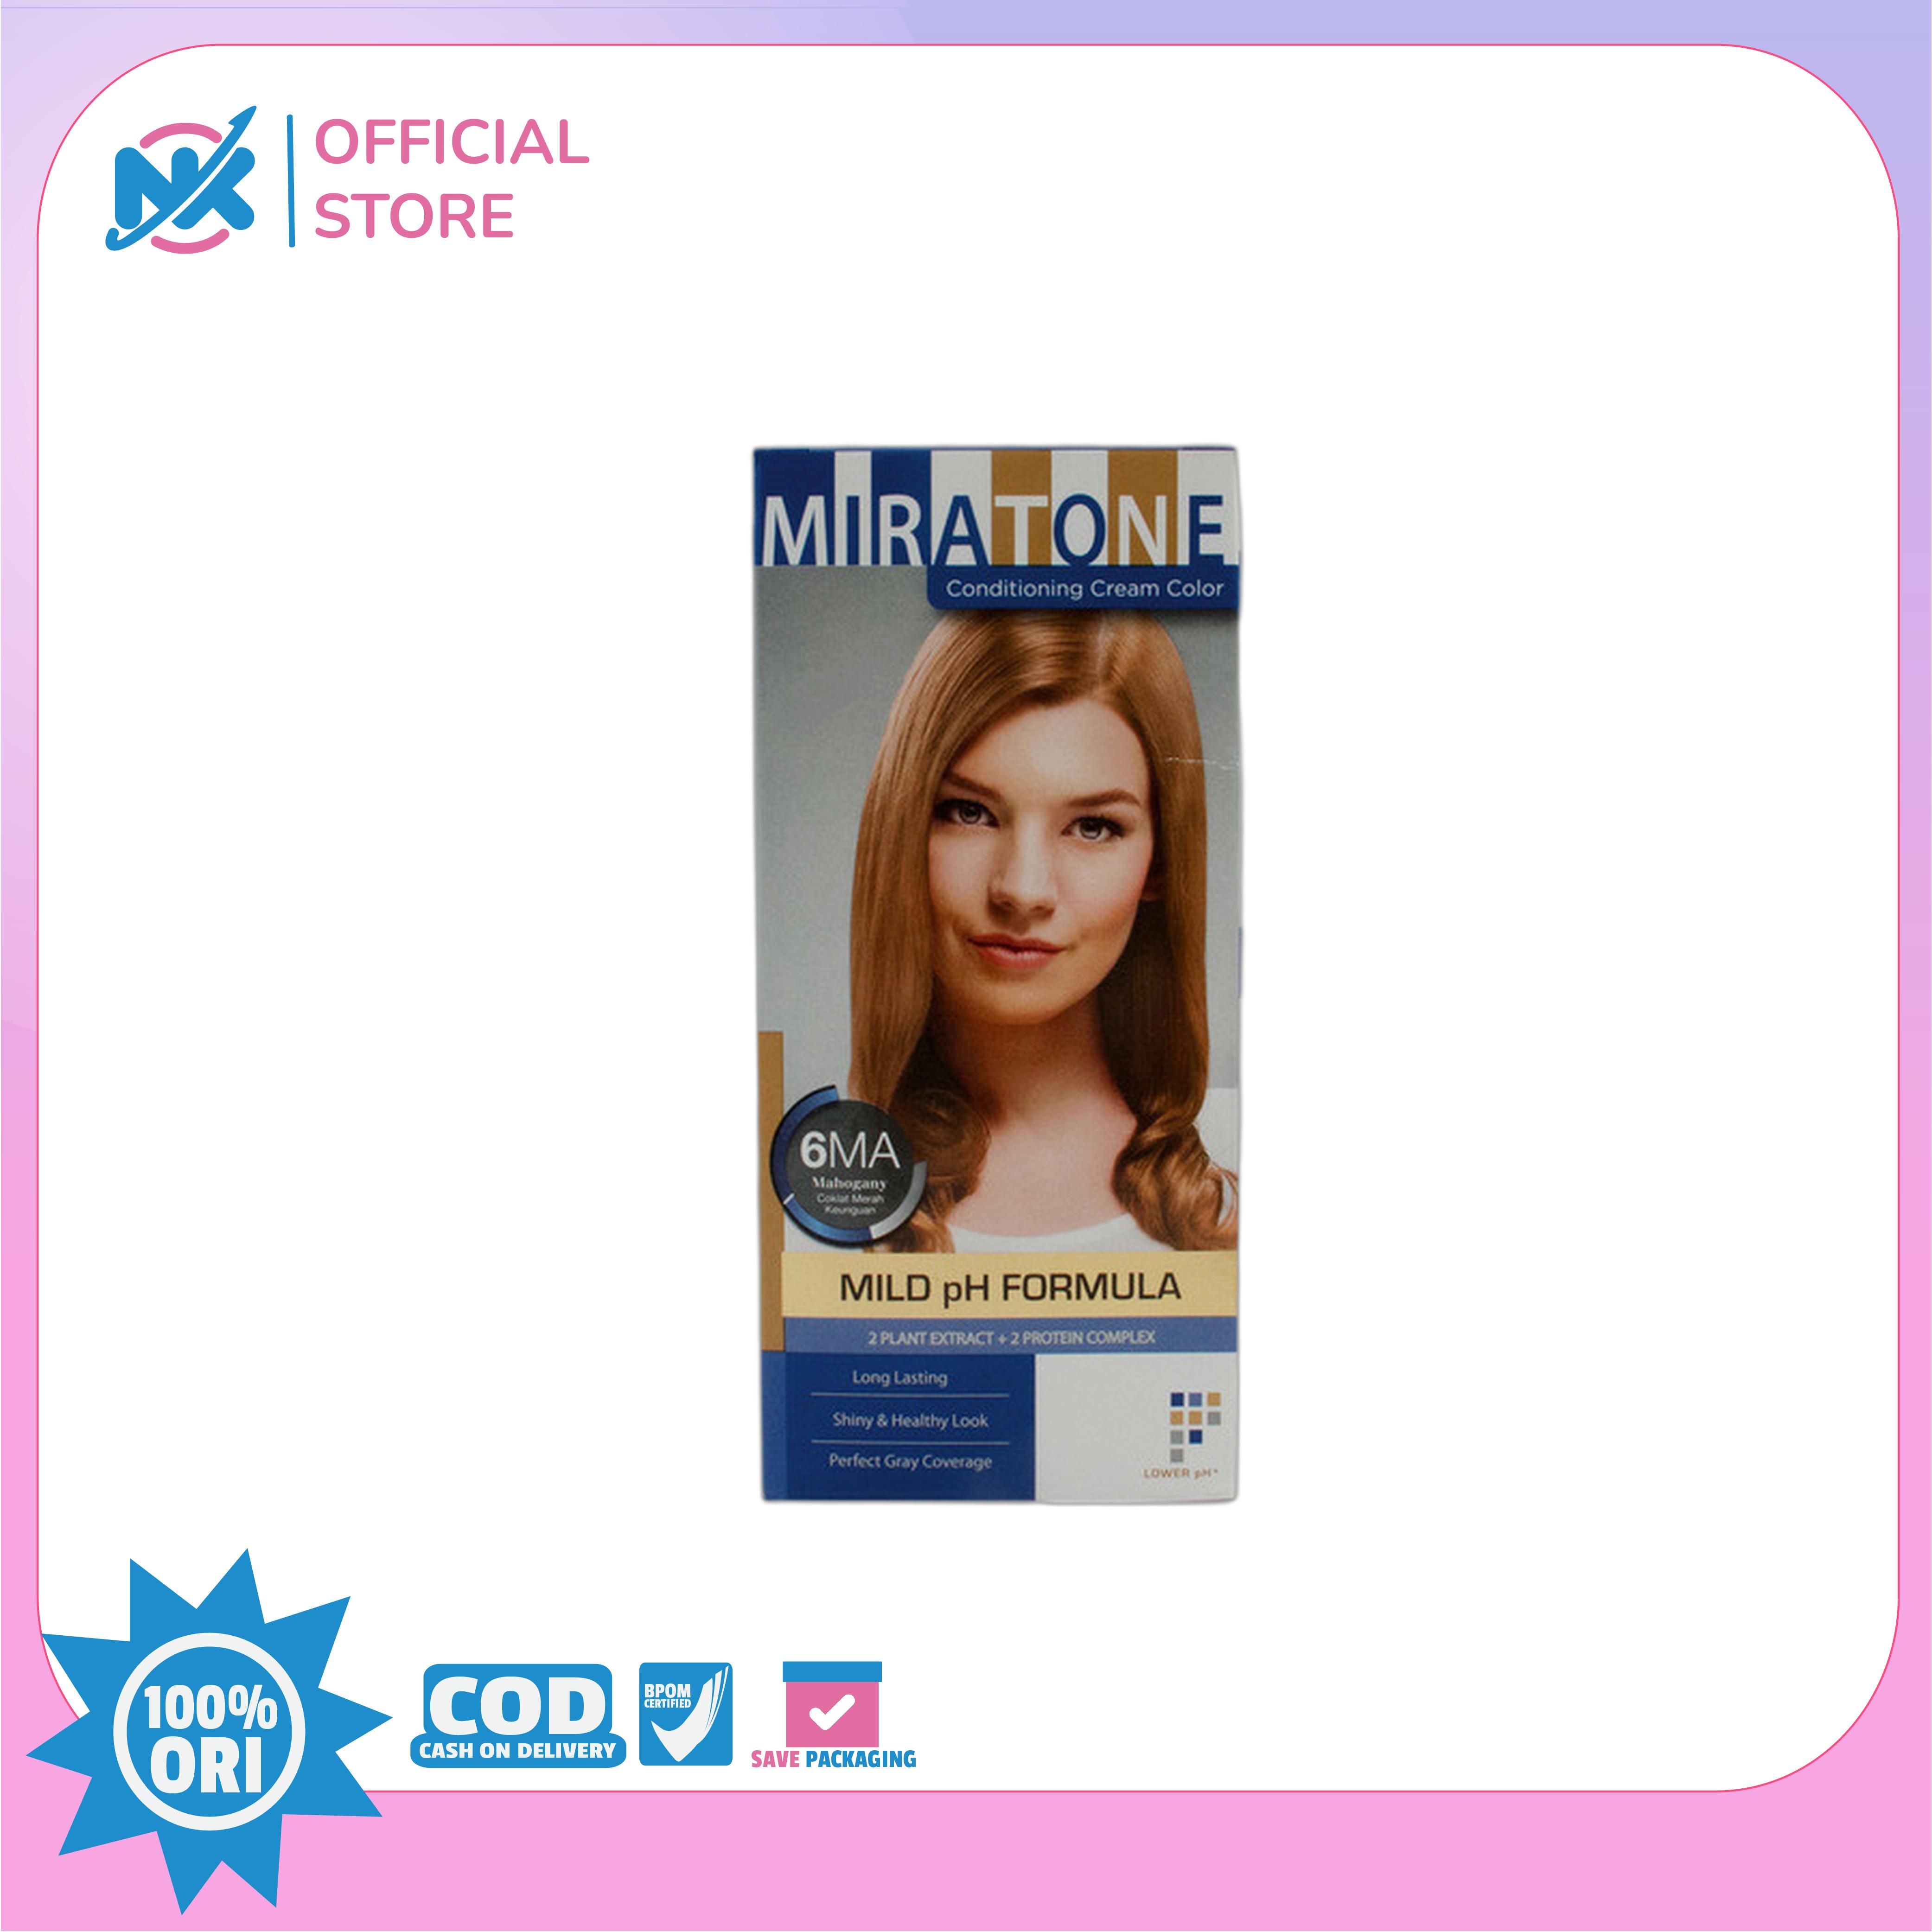 NK
OFFICIAL
STORE
MIRATONE
Conditioning Cream Color
6MA
Mahogany
Coklat Merah
Keunguan
MILD pH FORMULA
2 PLANT EXTRACT + 2 PROTEIN COMPLEX
Long Lasting
Shiny & Healthy Look
Perfect Gray Coverage
LOWER pH*
100%
ORI
COD
CASH ON DELIVERY
BPOM
CERTIFIED
SAVE PACKAGING